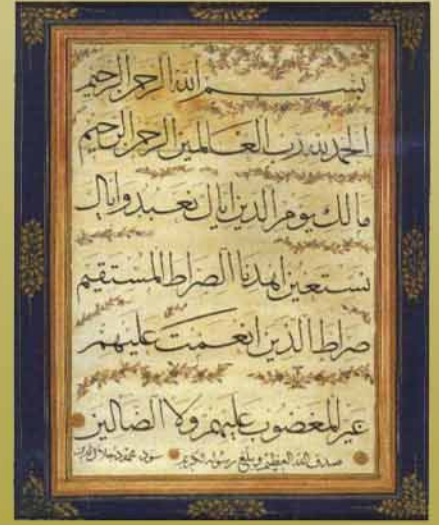 بسم الله الرحمن الرحيم
الحمد لله رب العالمين الرحمن الرحيم
مالك يوم الدين اياك نعبد واياك
نستعين اهدنا الصراط المستقيم
صراط الذين انعمت عليهم
غير المغضوب عليهم ولا الضالين
صدق الله العظيم وبلغ رسوله الكريم